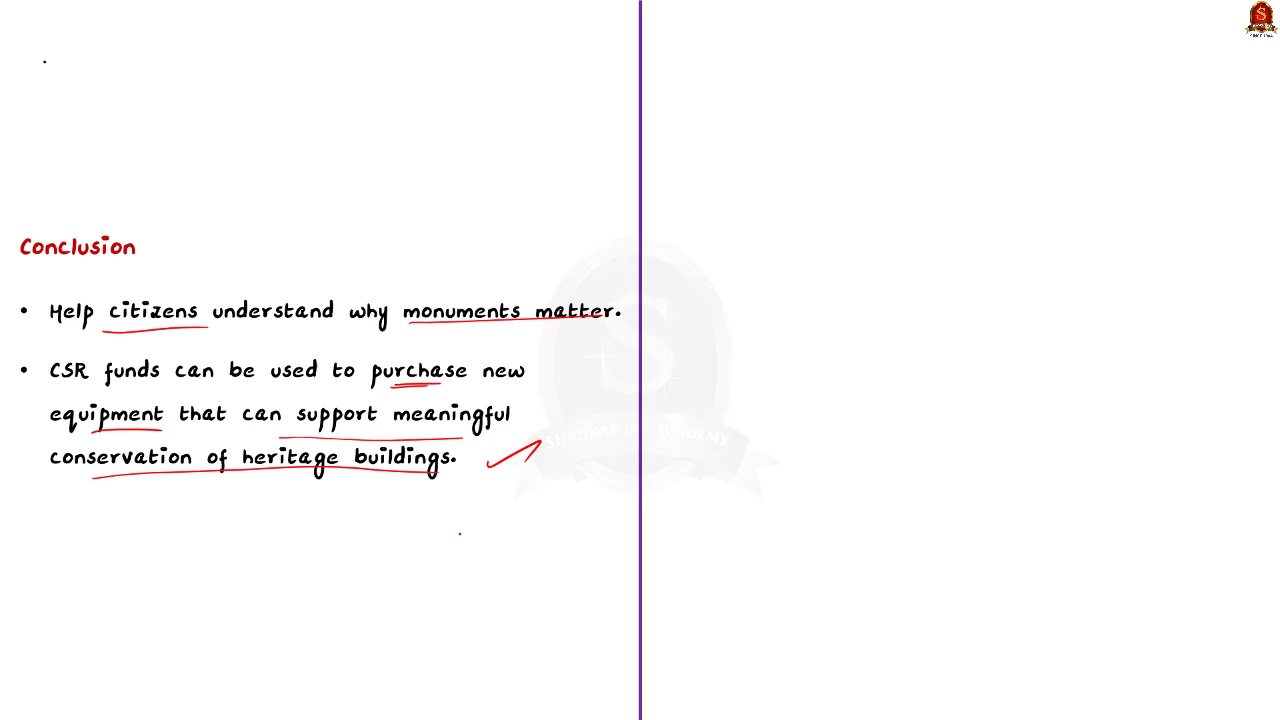 Conclusion
• Help citizens understand why monuments matter.
• CSR funds can be used to purchase new
equipment that can support meaningful
conservation of heritage buildings.